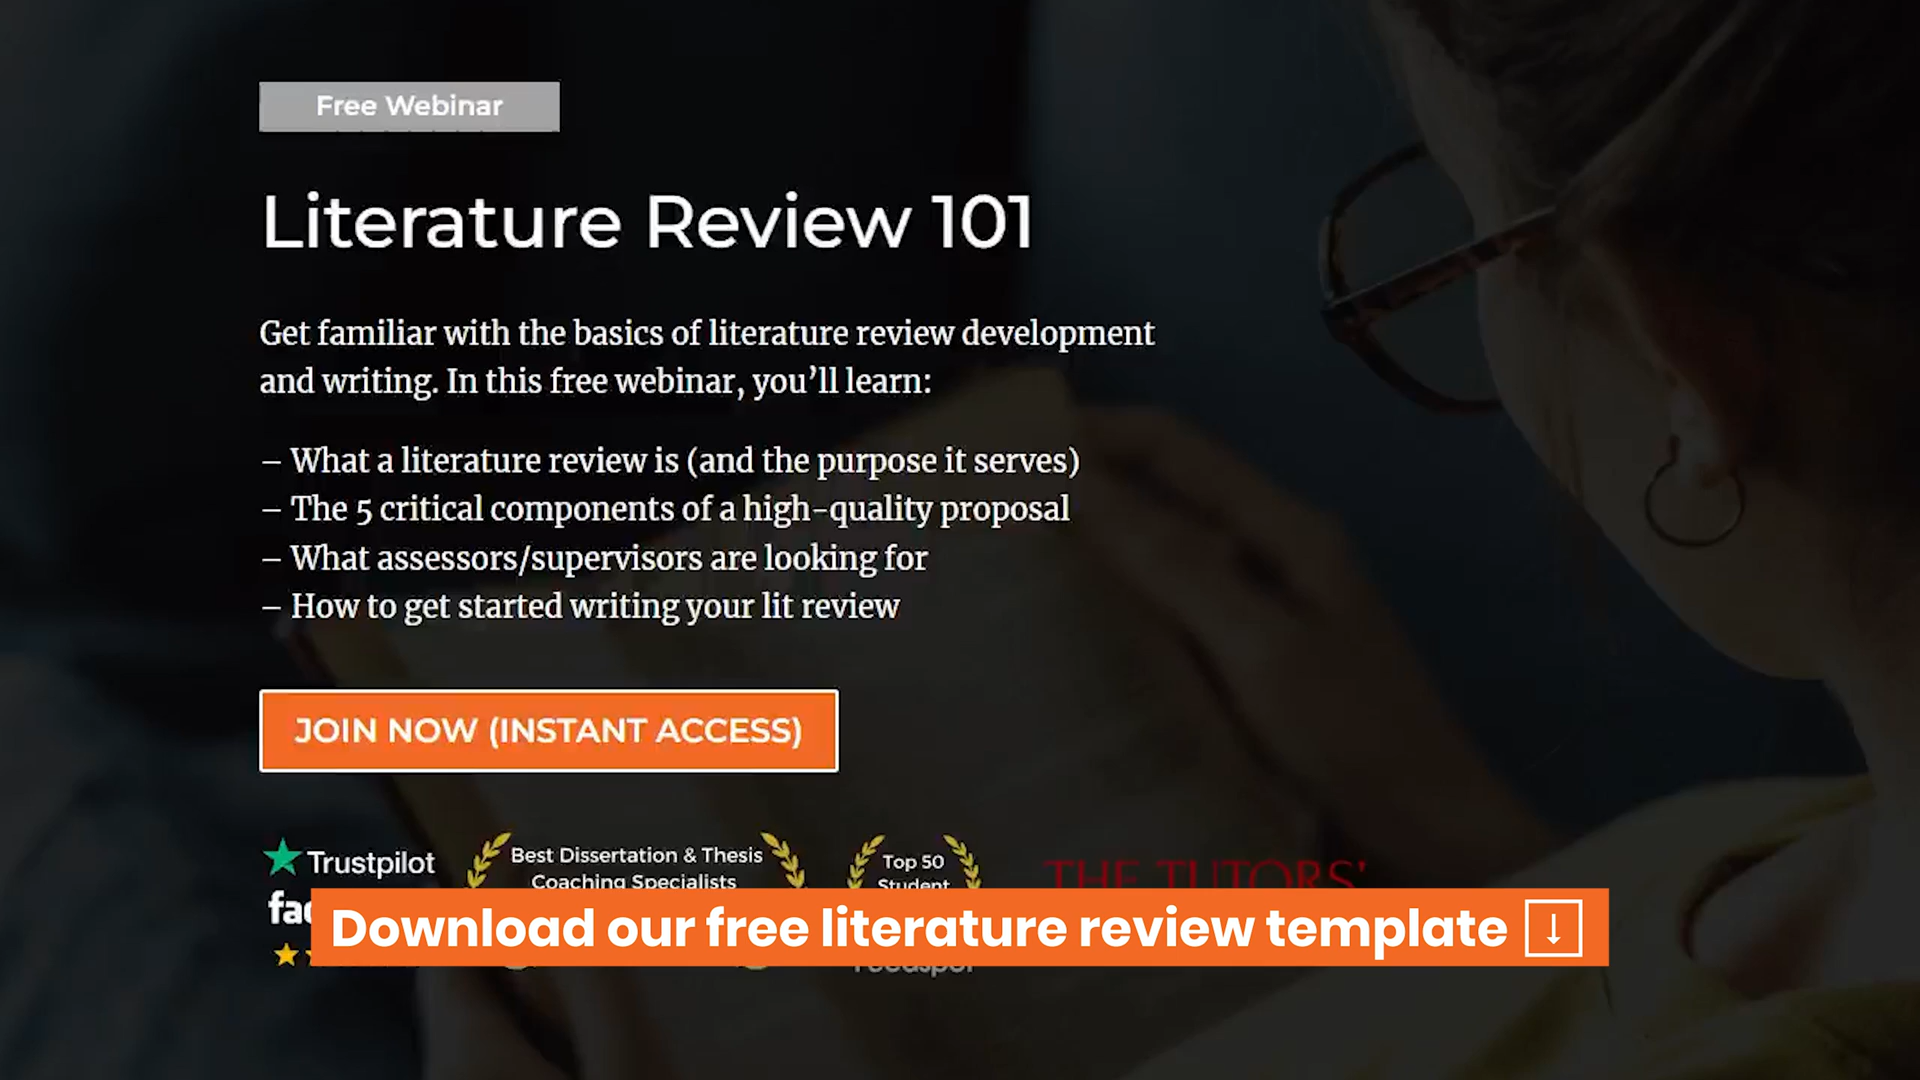 Free Webinar
Literature Review 101
Get familiar with the basics of literature review development
and writing. In this free webinar, you’ll learn:
– What a literature review is (and the purpose it serves)
– The 5 critical components of a high-quality proposal
– What assessors/supervisors are looking for
– How to get started writing your lit review
JOIN NOW (INSTANT ACCESS)
Trustpilot
Best Dissertation & Thesis
Coaching Specialists
Top 50
Student
THE TUTORS'
Download our free literature review template